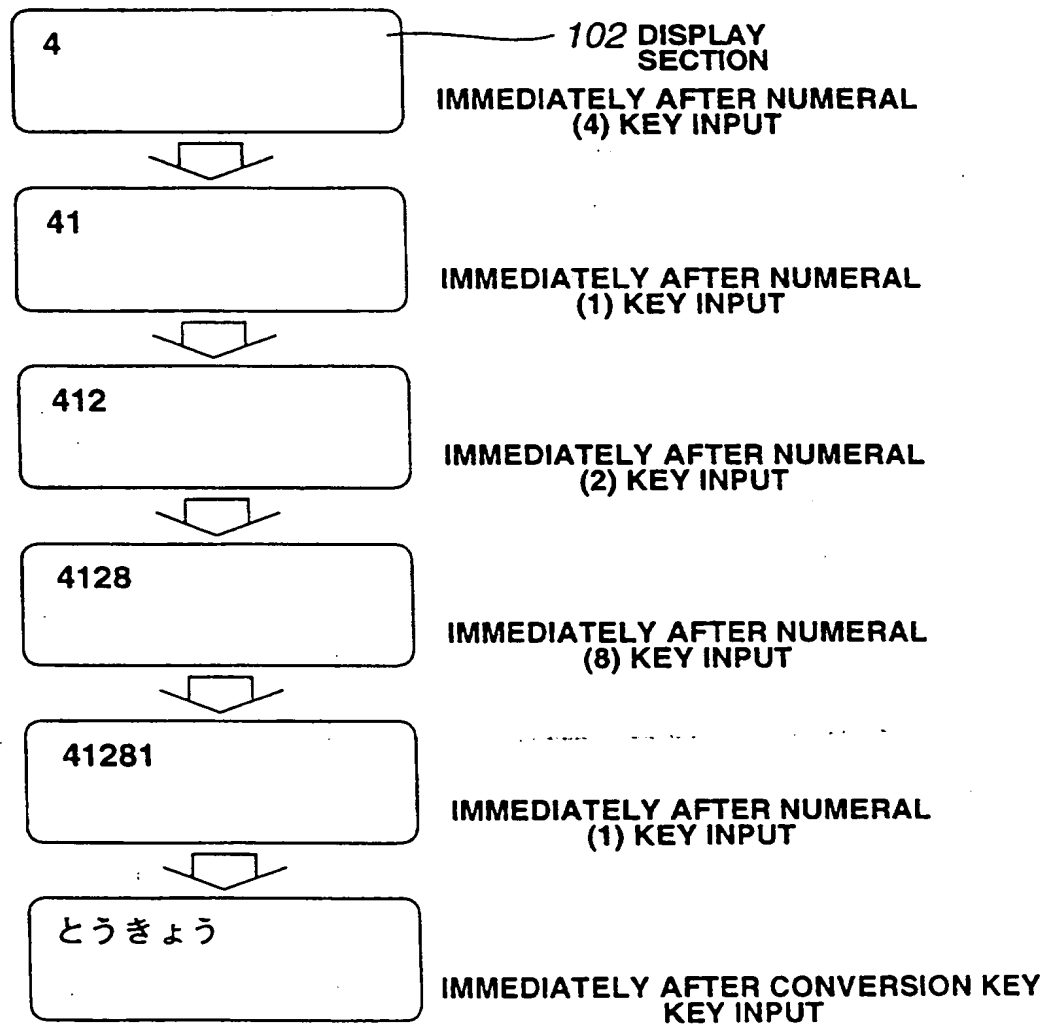 4
102 DISPLAY
SECTION
IMMEDIATELY AFTER NUMERAL
(4) KEY INPUT
41
IMMEDIATELY AFTER NUMERAL
(1) KEY INPUT
412
IMMEDIATELY AFTER NUMERAL
(2) KEY INPUT
4128
IMMEDIATELY AFTER NUMERAL
(8) KEY INPUT
41281
IMMEDIATELY AFTER NUMERAL
(1) KEY INPUT
とうきょう
IMMEDIATELY AFTER CONVERSION KEY
KEY INPUT